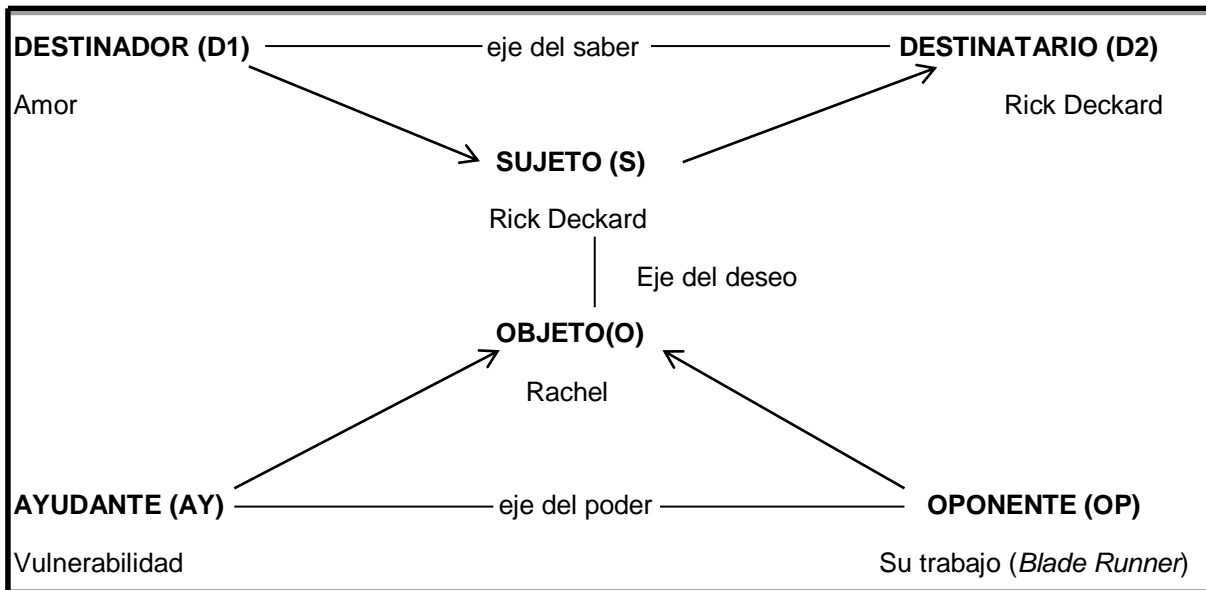 DESTINADOR (D1) eje del saber DESTINATARIO (D2)
Amor Rick Deckard
SUJETO (S)
Rick Deckard
Eje del deseo
OBJETO(O)
Rachel
AYUDANTE (AY) eje del poder OPONENTE (OP)
Vulnerabilidad Su trabajo (Blade Runner)